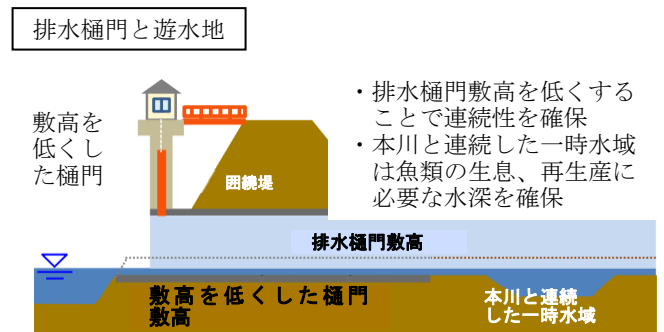 排水樋門と遊水地
敷高を
低くし
た樋門
・排水樋門敷高を低くする
ことで連続性を確保
・本川と連続した一時水域
は魚類の生息、再生産に
必要な水深を確保
囲繞堤
排水樋門敷高
敷高を低くした樋門
敷高
本川と連続
した一時水域